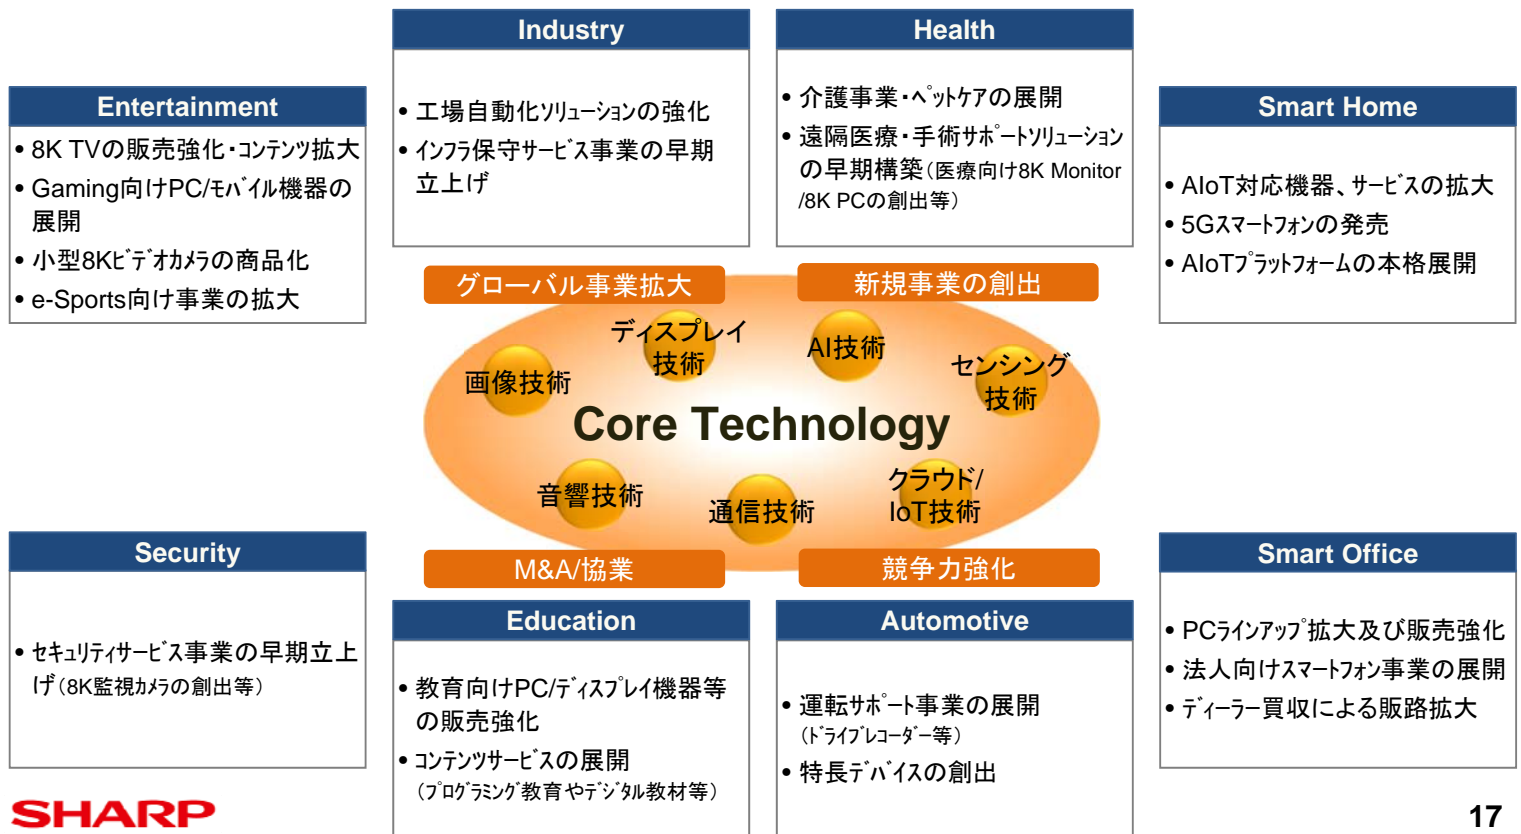 Industry
• 工場自動化ｿﾘｭｰｼｮﾝの強化
• ｲﾝﾌﾗ保守ｻｰﾋﾞｽ事業の早期
立上げ
Health
• 介護事業・ﾍﾟｯﾄｹｱの展開
• 遠隔医療・手術ｻﾎﾟｰﾄｿﾘｭｰｼｮﾝ
の早期構築（医療向け8K Monitor
/8K PCの創出等）
Entertainment
• 8K TVの販売強化・ｺﾝﾃﾝﾂ拡大
• Gaming向けPC/ﾓﾊﾞｲﾙ機器の
展開
• 小型8Kﾋﾞﾃﾞｵｶﾒﾗの商品化
• e-Sports向け事業の拡大
Smart Home
• AIoT対応機器、ｻｰﾋﾞｽの拡大
• 5Gｽﾏｰﾄﾌｫﾝの発売
• AIoTﾌﾟﾗｯﾄﾌｫｰﾑの本格展開
グローバル事業拡大
新規事業の創出
ディスプレイ
技術
AI技術
画像技術
センシング
技術
Core Technology
音響技術
通信技術
クラウド/
IoT技術
M&A/協業
競争力強化
Security
• ｾｷｭﾘﾃｨｻｰﾋﾞｽ事業の早期立上
げ（8K監視ｶﾒﾗの創出等）
Education
• 教育向けPC/ﾃﾞｨｽﾌﾟﾚｲ機器等
の販売強化
• ｺﾝﾃﾝﾂｻｰﾋﾞｽの展開
（ﾌﾟﾛｸﾞﾗﾐﾝｸﾞ教育やﾃﾞｼﾞﾀﾙ教材等）
Automotive
• 運転ｻﾎﾟｰﾄ事業の展開
（ﾄﾞﾗｲﾌﾞﾚｺｰﾀﾞｰ等）
• 特長ﾃﾞﾊﾞｲｽの創出
Smart Office
• PCﾗｲﾝｱｯﾌﾟ拡大及び販売強化
• 法人向けｽﾏｰﾄﾌｫﾝ事業の展開
• ﾃﾞｨｰﾗｰ買収による販路拡大
SHARP
17